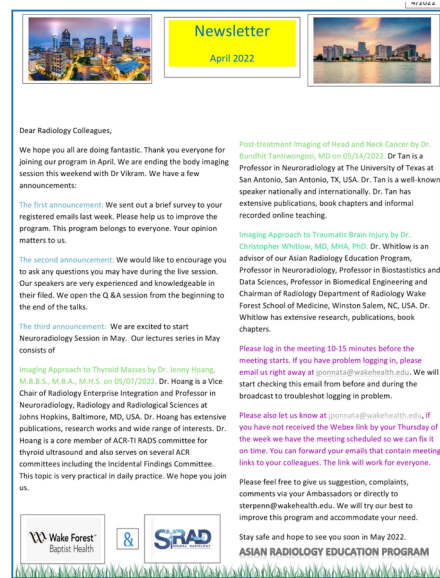 4/2022
Newsletter
April 2022
Dear Radiology Colleagues,
We hope you all are doing fantastic. Thank you everyone for
joining our program in April. We are ending the body imaging
session this weekend with Dr Vikram. We have a few
announcements:
The first announcement: We sent out a brief survey to your
registered emails last week. Please help us to improve the
program. This program belongs to everyone. Your opinion
matters to us.
The second announcement: We would like to encourage you
to ask any questions you may have during the live session.
Our speakers are very experienced and knowledgeable in
their filed. We open the Q &A session from the beginning to
the end of the talks.
The third announcement: We are excited to start
Neuroradiology Session in May. Our lectures series in May
consists of
Imaging Approach to Thyroid Masses by Dr. Jenny Hoang,
M.B.B.S., M.B.A., M.H.S. on 05/07/2022. Dr. Hoang is a Vice
Chair of Radiology Enterprise Integration and Professor in
Neuroradiology, Radiology and Radiological Sciences at
Johns Hopkins, Baltimore, MD, USA. Dr. Hoang has extensive
publications, research works and wide range of interests. Dr.
Hoang is a core member of ACR-TI RADS committee for
thyroid ultrasound and also serves on several ACR
committees including the Incidental Findings Committee.
This topic is very practical in daily practice. We hope you join
us.
Post-treatment Imaging of Head and Neck Cancer by Dr.
Bundhit Tantiwongosi, MD on 05/14/2022. Dr Tan is a
Professor in Neuroradiology at The University of Texas at
San Antonio, San Antonio, TX, USA. Dr. Tan is a well-known
speaker nationally and internationally. Dr. Tan has
extensive publications, book chapters and informal
recorded online teaching.
Imaging Approach to Traumatic Brain Injury by Dr.
Christopher Whitlow, MD, MHA, PhD. Dr. Whitlow is an
advisor of our Asian Radiology Education Program,
Professor in Neuroradiology, Professor in Biostastistics and
Data Sciences, Professor in Biomedical Engineering and
Chairman of Radiology Department of Radiology Wake
Forest School of Medicine, Winston Salem, NC, USA. Dr.
Whitlow has extensive research, publications, book
chapters.
Please log in the meeting 10-15 minutes before the
meeting starts. If you have problem logging in, please
email us right away at jponnata@wakehealth.edu. We will
start checking this email from before and during the
broadcast to troubleshot logging in problem.
Please also let us know at jponnata@wakehealth.edu, if
you have not received the Webex link by your Thursday of
the week we have the meeting scheduled so we can fix it
on time. You can forward your emails that contain meeting
links to your colleagues. The link will work for everyone.
Please feel free to give us suggestion, complaints,
comments via your Ambassadors or directly to
sterpenn@wakehealth.edu. We will try our best to
improve this program and accommodate your need.
Stay safe and hope to see you soon in May 2022.
ASIAN RADIOLOGY EDUCATION PROGRAM
Wake Forest
Baptist Health
&
SRAD